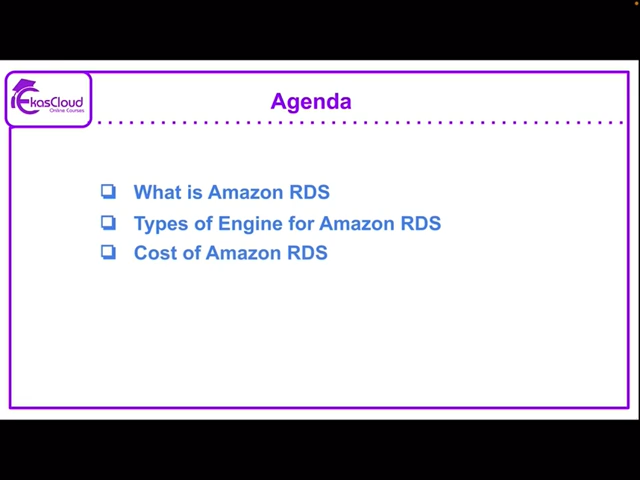 EkasCloud
Online Courses
Agenda
What is Amazon RDS
Types of Engine for Amazon RDS
Cost of Amazon RDS